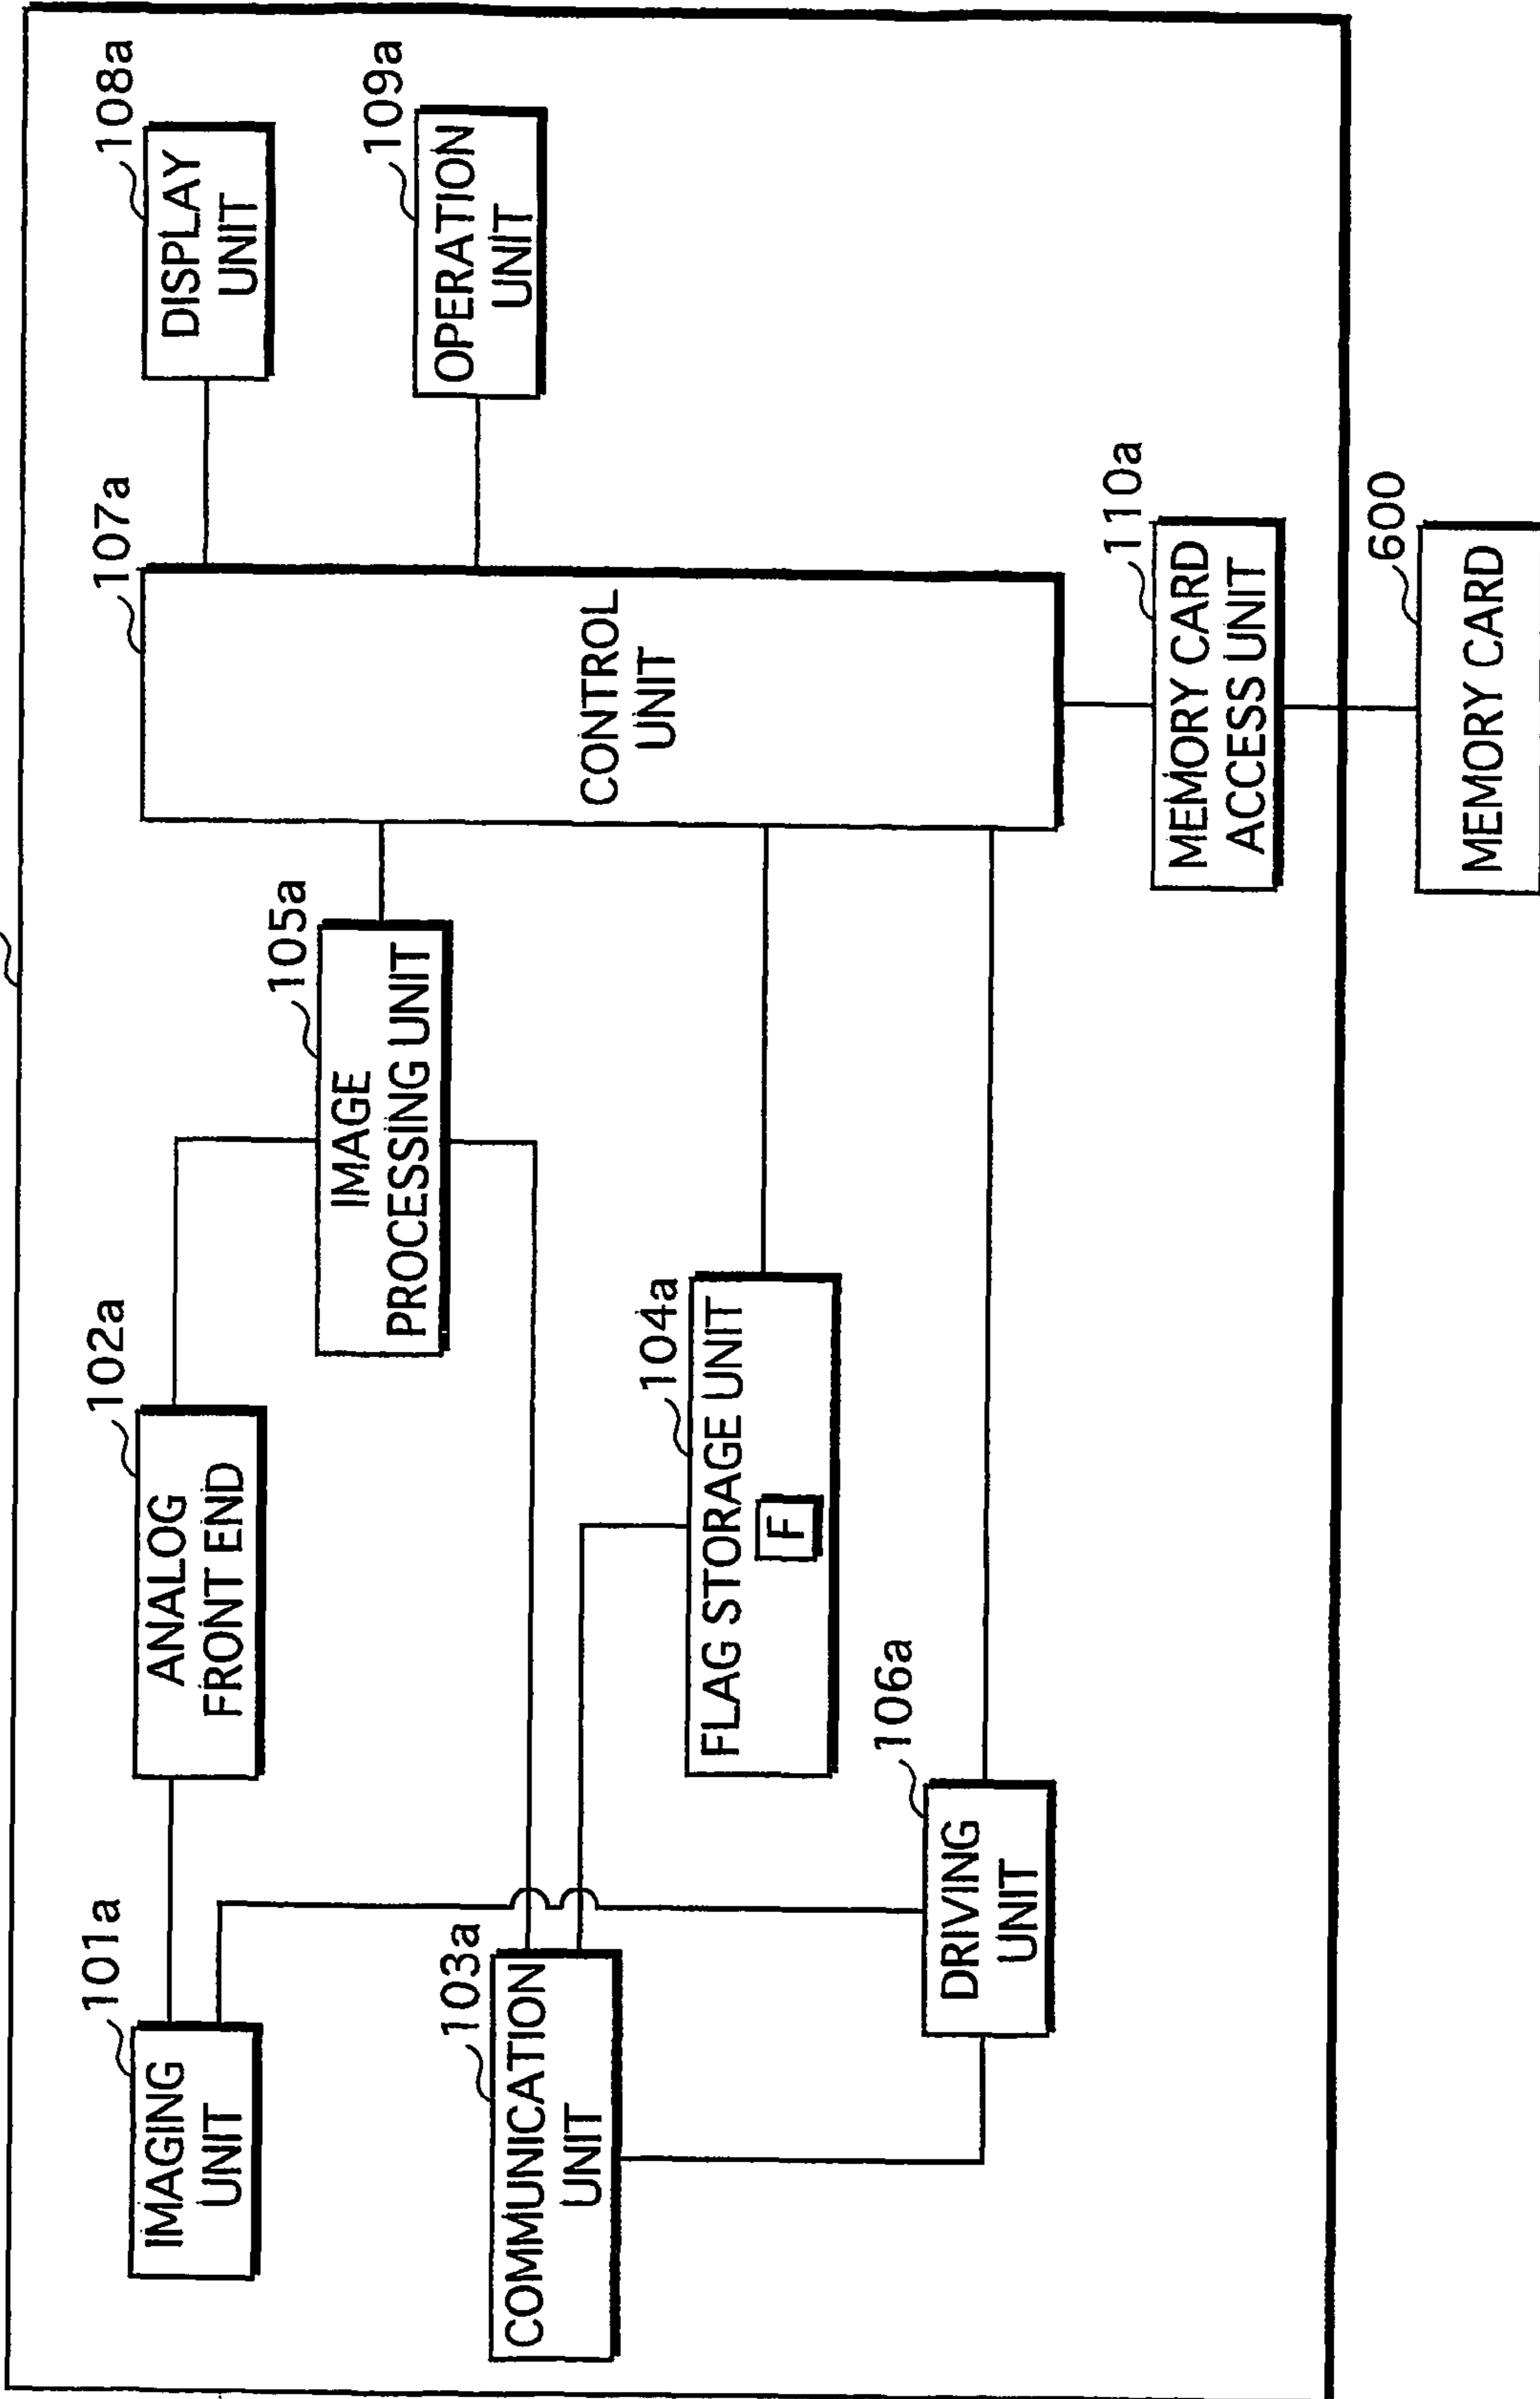 101a
IMAGING
UNIT
102a
ANALOG
FRONT END
105a
IMAGE
PROCESSING UNIT
107a
CONTROL
UNIT
108a
DISPLAY
UNIT
109a
OPERATION
UNIT
103a
COMMUNICATION
UNIT
104a
FLAG STORAGE UNIT
F
106a
DRIVING
UNIT
110a
MEMORY CARD
ACCESS UNIT
600
MEMORY CARD